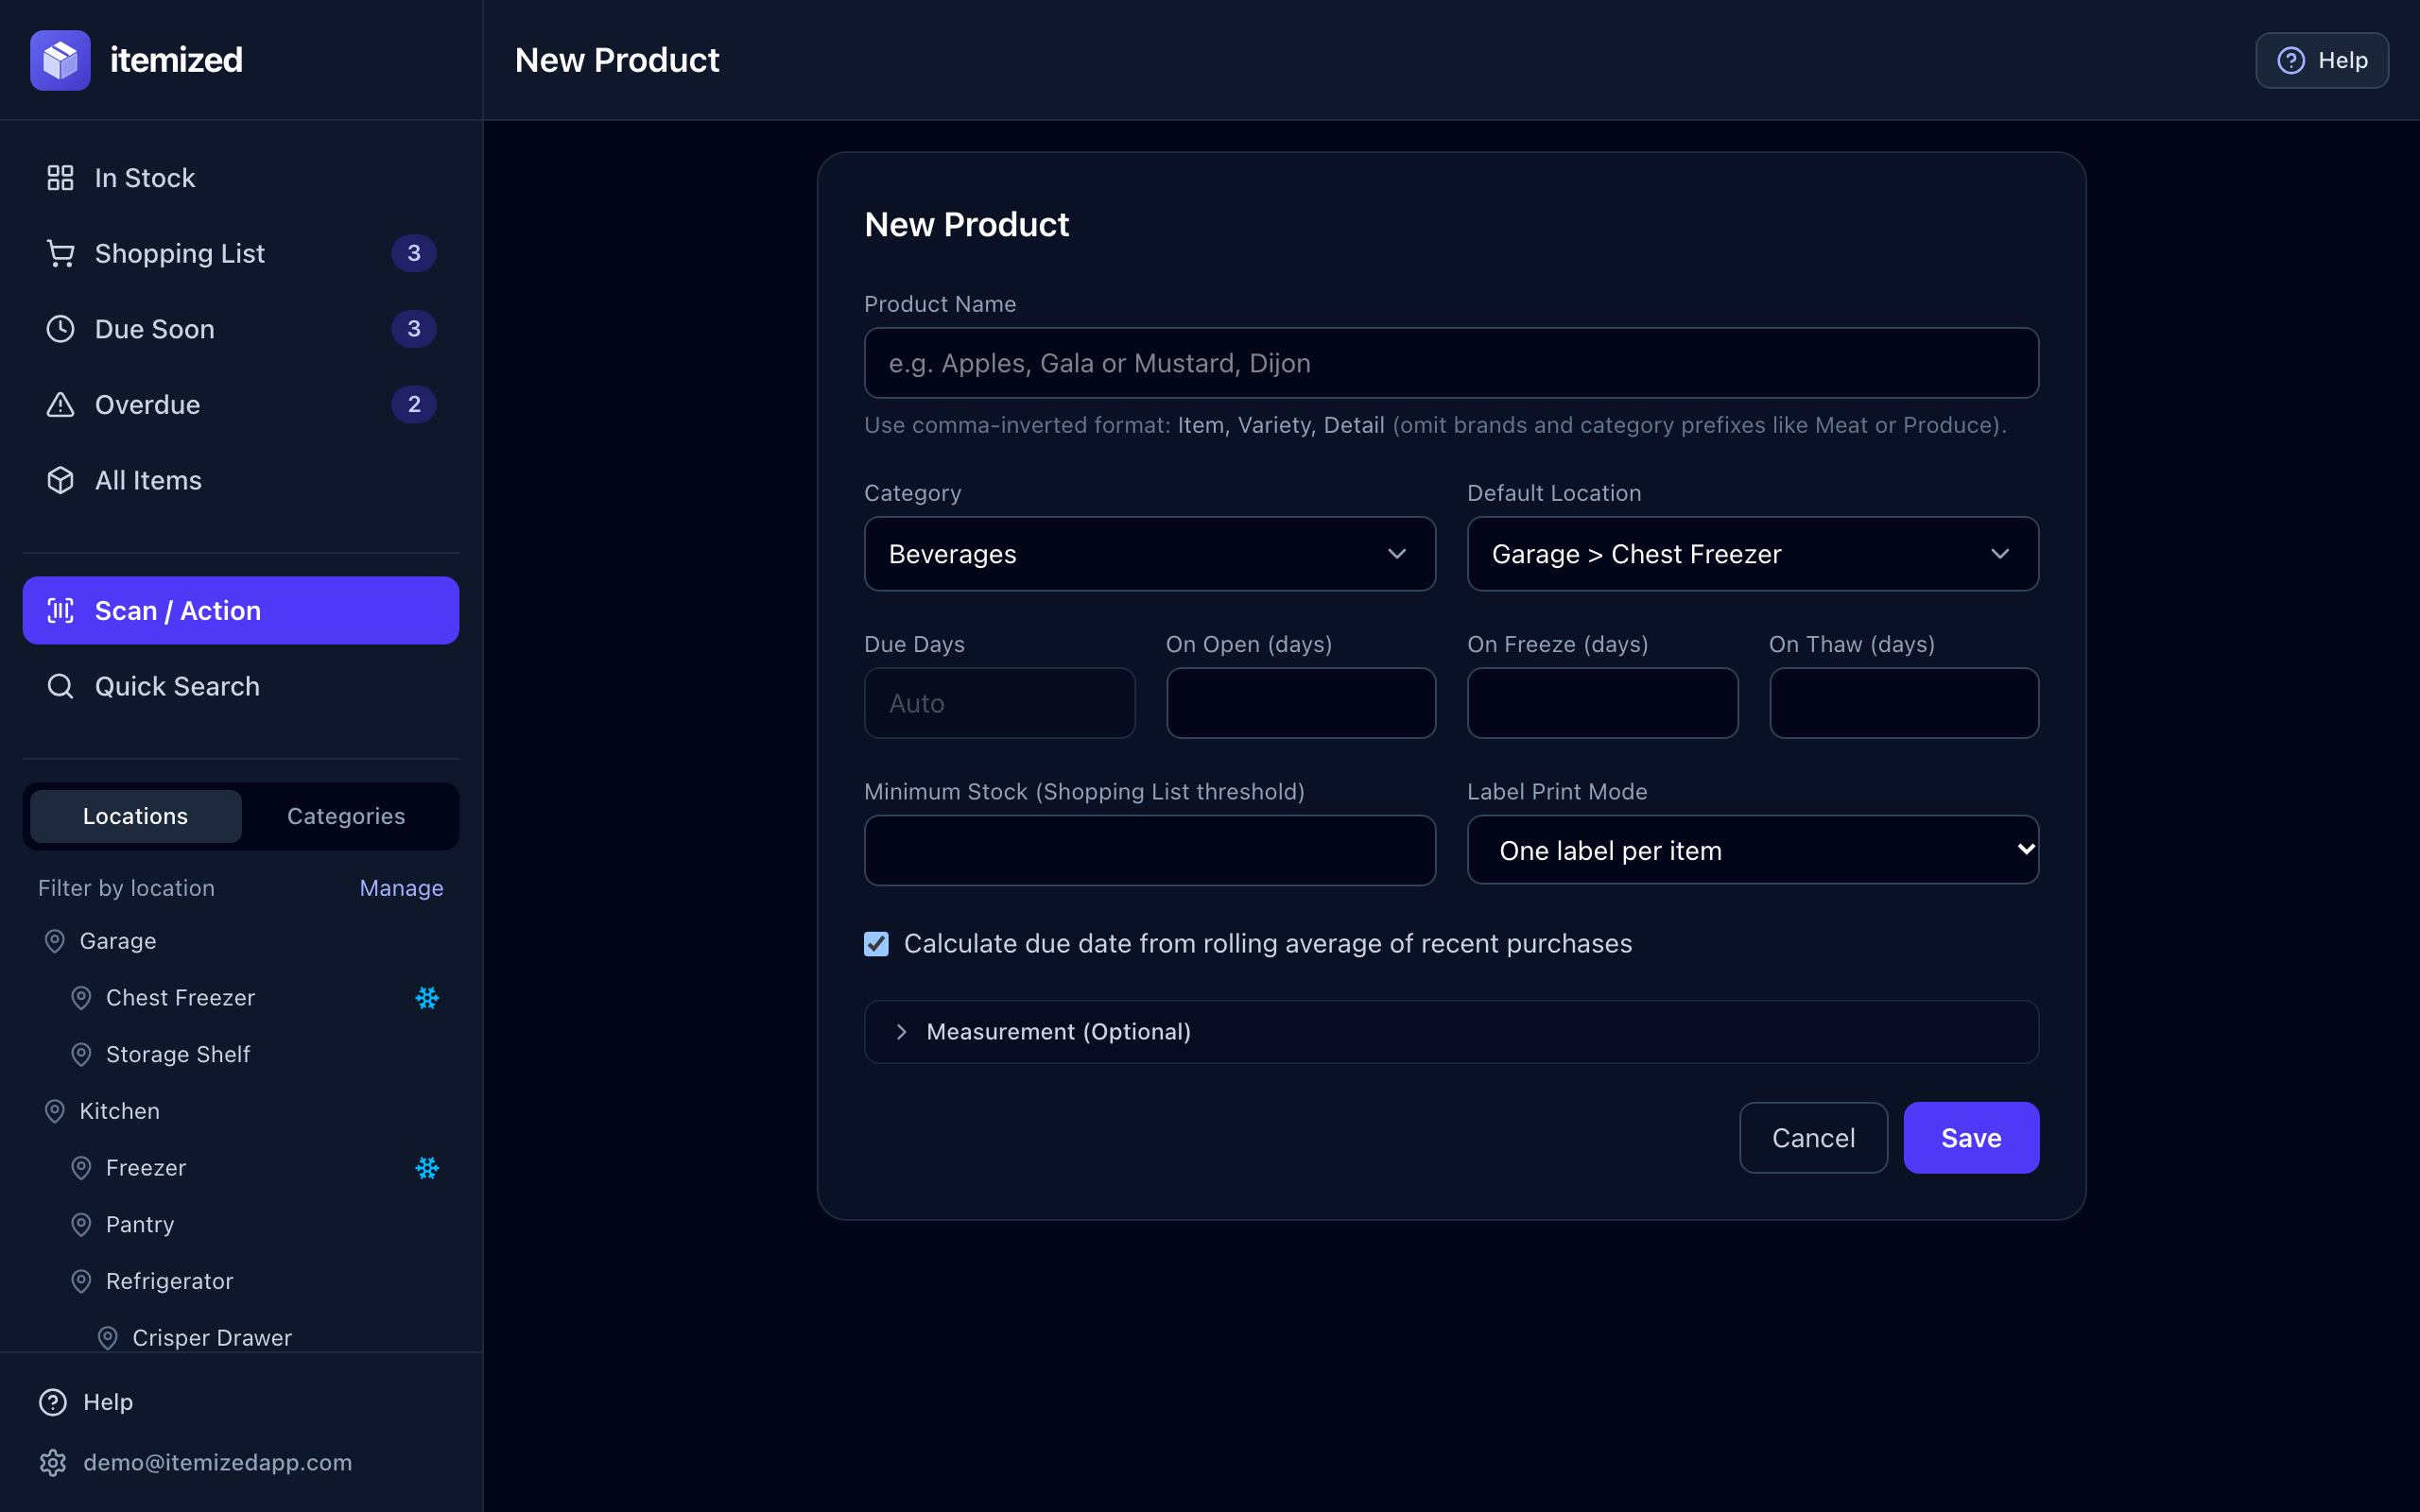 itemized
New Product
Help
In Stock
Shopping List 3
Due Soon 3
Overdue 2
All Items
Scan / Action
Quick Search
Locations Categories
Filter by location Manage
Garage
Chest Freezer
Storage Shelf
Kitchen
Freezer
Pantry
Refrigerator
Crisper Drawer
Help
demo@itemizedapp.com
New Product
Product Name
e.g. Apples, Gala or Mustard, Dijon
Use comma-inverted format: Item, Variety, Detail (omit brands and category prefixes like Meat or Produce).
Category Default Location
Beverages Garage > Chest Freezer
Due Days On Open (days) On Freeze (days) On Thaw (days)
Auto
Minimum Stock (Shopping List threshold) Label Print Mode
One label per item
Calculate due date from rolling average of recent purchases
Measurement (Optional)
Cancel Save